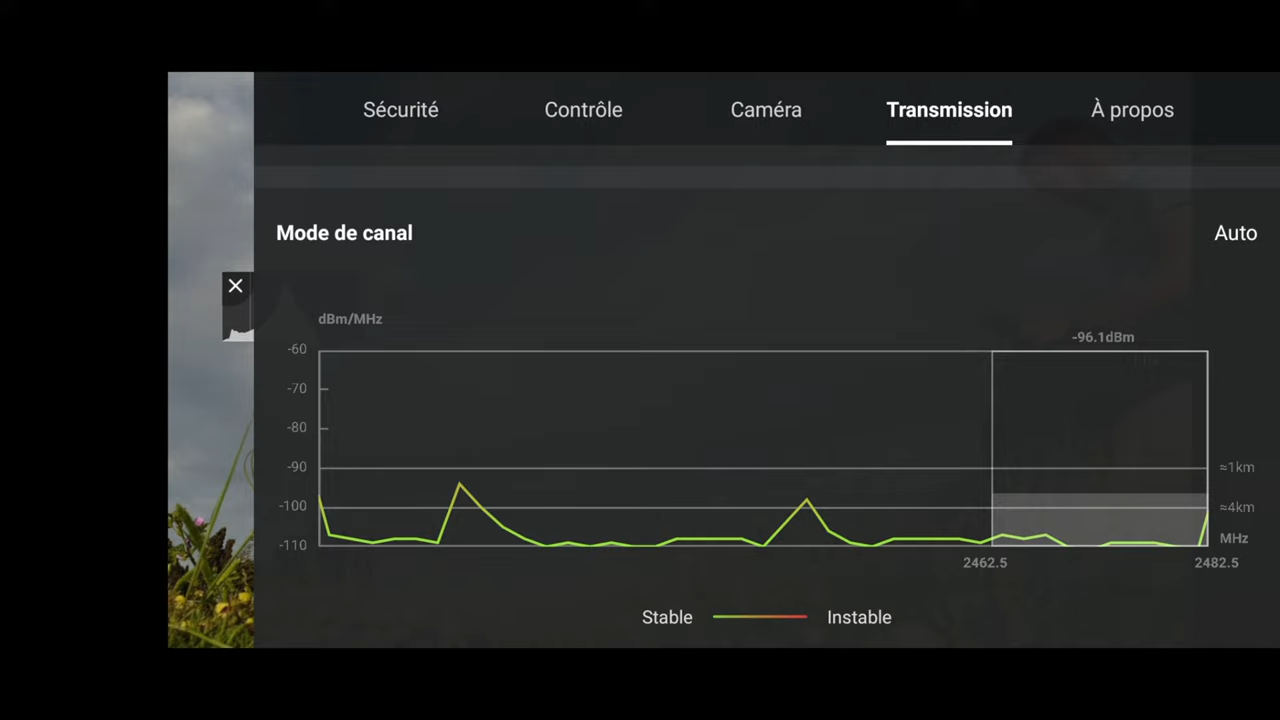 Sécurité Contrôle Caméra Transmission À propos
Mode de canal Auto
dBm/MHz
-96.1dBm
-60
-70
-80
-90 ≈1km
-100 ≈4km
-110 MHz
2462.5 2482.5
Stable Instable